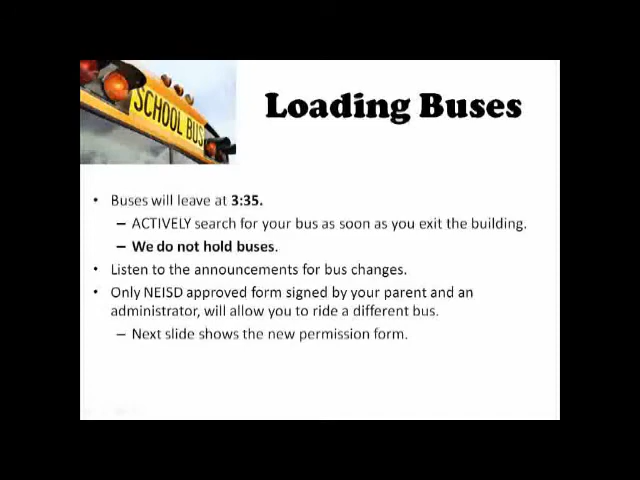 SCHOOL BUS
Loading Buses
• Buses will leave at 3:35.
– ACTIVELY search for your bus as soon as you exit the building.
– We do not hold buses.
• Listen to the announcements for bus changes.
• Only NEISD approved form signed by your parent and an
administrator, will allow you to ride a different bus.
– Next slide shows the new permission form.